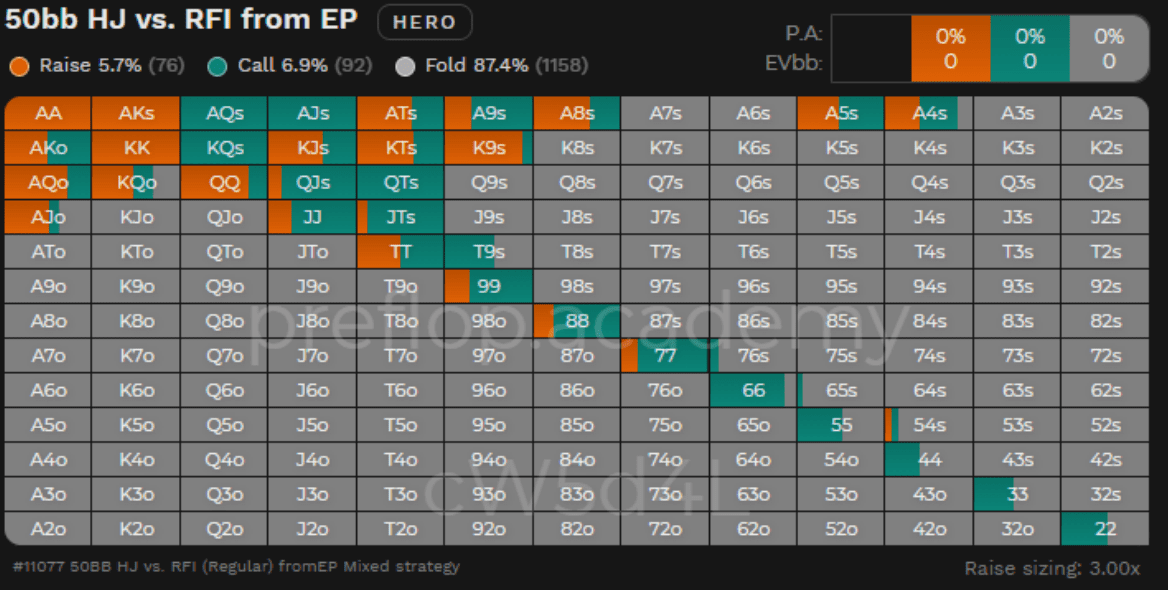 50bb HJ vs. RFI from EP HERO
Raise 5.7% (76) Call 6.9% (92) Fold 87.4% (1158)
P.A: 0% 0% 0%
EVbb: 0 0 0
AA AKs AQs AJs ATs A9s A8s A7s A6s A5s A4s A3s A2s
AKo KK KQs KJs KTs K9s K8s K7s K6s K5s K4s K3s K2s
AQo KQo QQ QJs QTs Q9s Q8s Q7s Q6s Q5s Q4s Q3s Q2s
AJo KJo QJo JJ JTs J9s J8s J7s J6s J5s J4s J3s J2s
ATo KTo QTo JTo TT T9s T8s T7s T6s T5s T4s T3s T2s
A9o K9o Q9o J9o T9o 99 98s 97s 96s 95s 94s 93s 92s
A8o K8o Q8o J8o T8o 98o 88 87s 86s 85s 84s 83s 82s
A7o K7o Q7o J7o T7o 97o 87o 77 76s 75s 74s 73s 72s
A6o K6o Q6o J6o T6o 96o 86o 76o 66 65s 64s 63s 62s
A5o K5o Q5o J5o T5o 95o 85o 75o 65o 55 54s 53s 52s
A4o K4o Q4o J4o T4o 94o 84o 74o 64o 54o 44 43s 42s
A3o K3o Q3o J3o T3o 93o 83o 73o 63o 53o 43o 33 32s
A2o K2o Q2o J2o T2o 92o 82o 72o 62o 52o 42o 32o 22
preflop.academy
cW5d4L
#11077 50BB HJ vs. RFI (Regular) fromEP Mixed strategy
Raise sizing: 3.00x